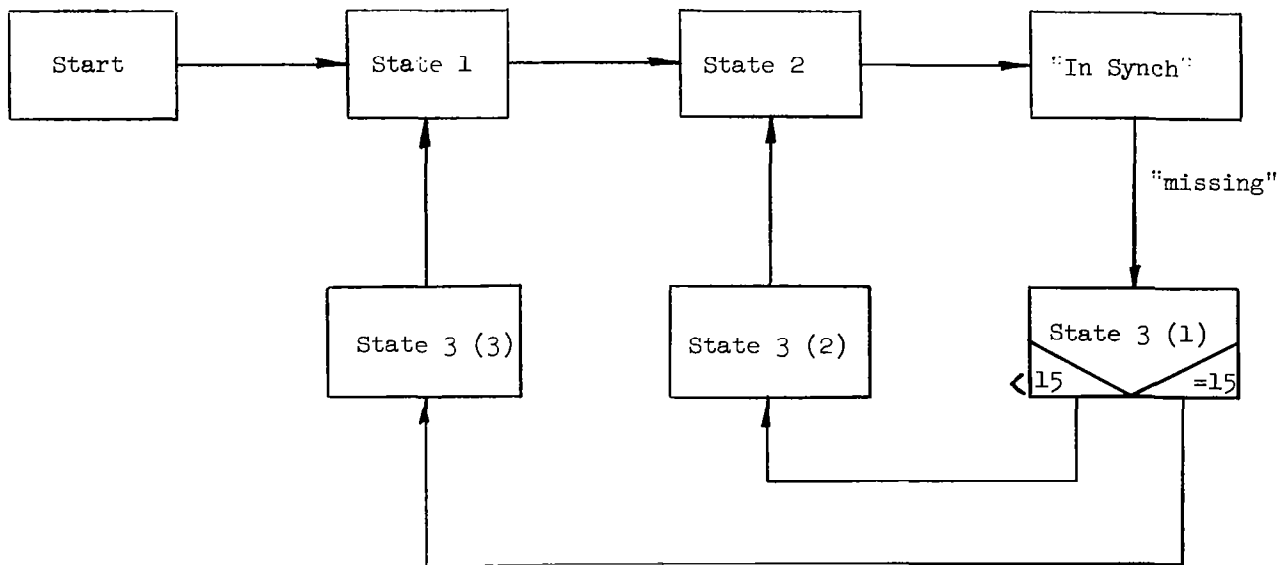 Start
State 1
State 2
"In Synch"
"missing"
State 3 (3)
State 3 (2)
State 3 (1)
<15
=15